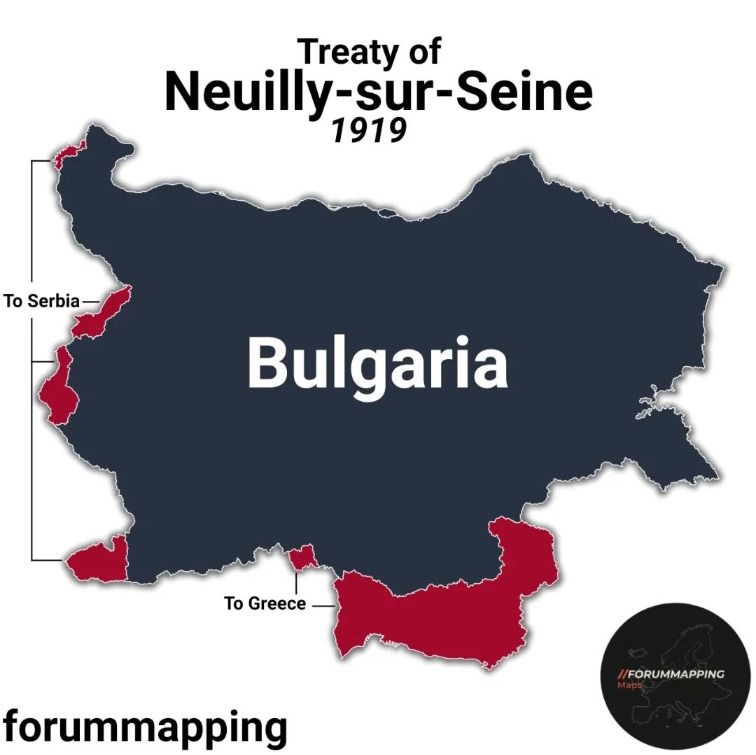 Treaty of
Neuilly-sur-Seine
1919
To Serbia
Bulgaria
To Greece
//FORUMMAPPING
Maps
forummapping